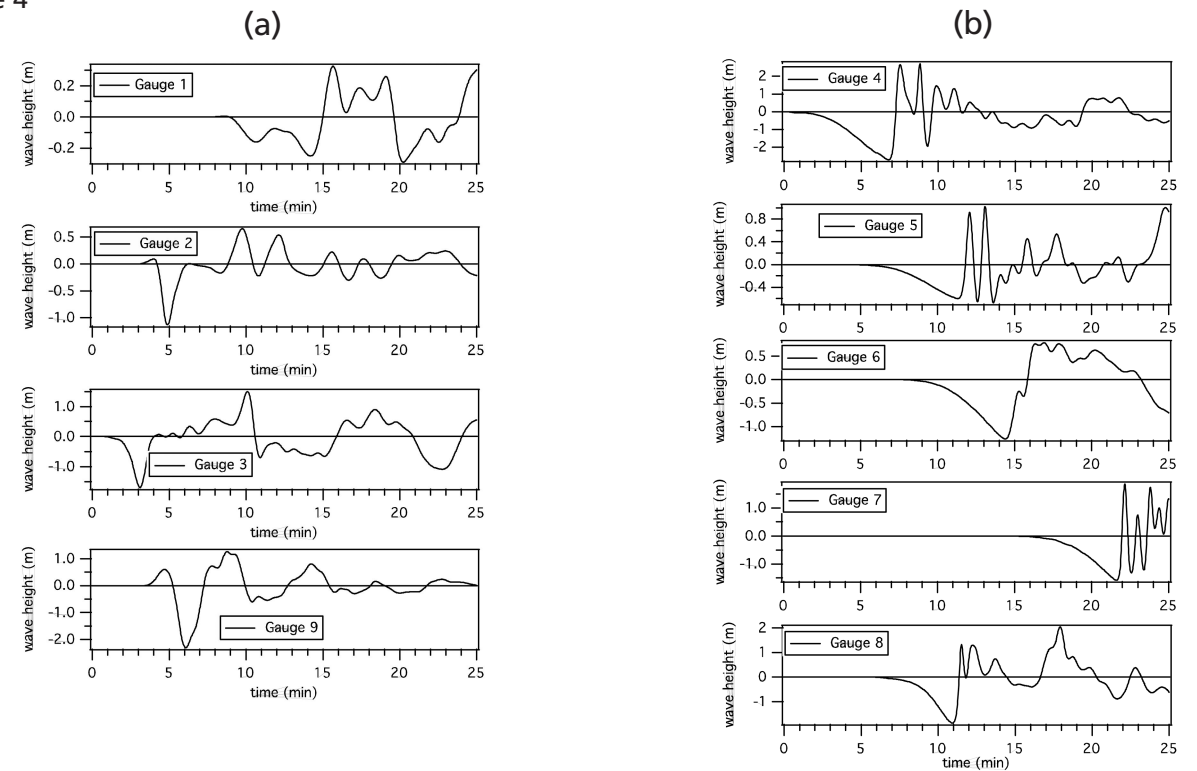 e 4
(a)
wave height (m)
0.2
0.0
-0.2
Gauge 1
0 5 10 15 20 25
time (min)
wave height (m)
0.5
0.0
-0.5
-1.0
Gauge 2
0 5 10 15 20 25
time (min)
wave height (m)
1.0
0.0
-1.0
Gauge 3
0 5 10 15 20 25
time (min)
wave height (m)
1.0
0.0
-1.0
-2.0
Gauge 9
0 5 10 15 20 25
time (min)
(b)
wave height (m)
2
1
0
-1
-2
Gauge 4
0 5 10 15 20 25
wave height (m)
0.8
0.4
0.0
-0.4
Gauge 5
0 5 10 15 20 25
wave height (m)
0.5
0.0
-0.5
-1.0
Gauge 6
0 5 10 15 20 25
wave height (m)
1.0
0.0
-1.0
Gauge 7
0 5 10 15 20 25
wave height (m)
2
1
0
-1
Gauge 8
0 5 10 15 20 25
time (min)